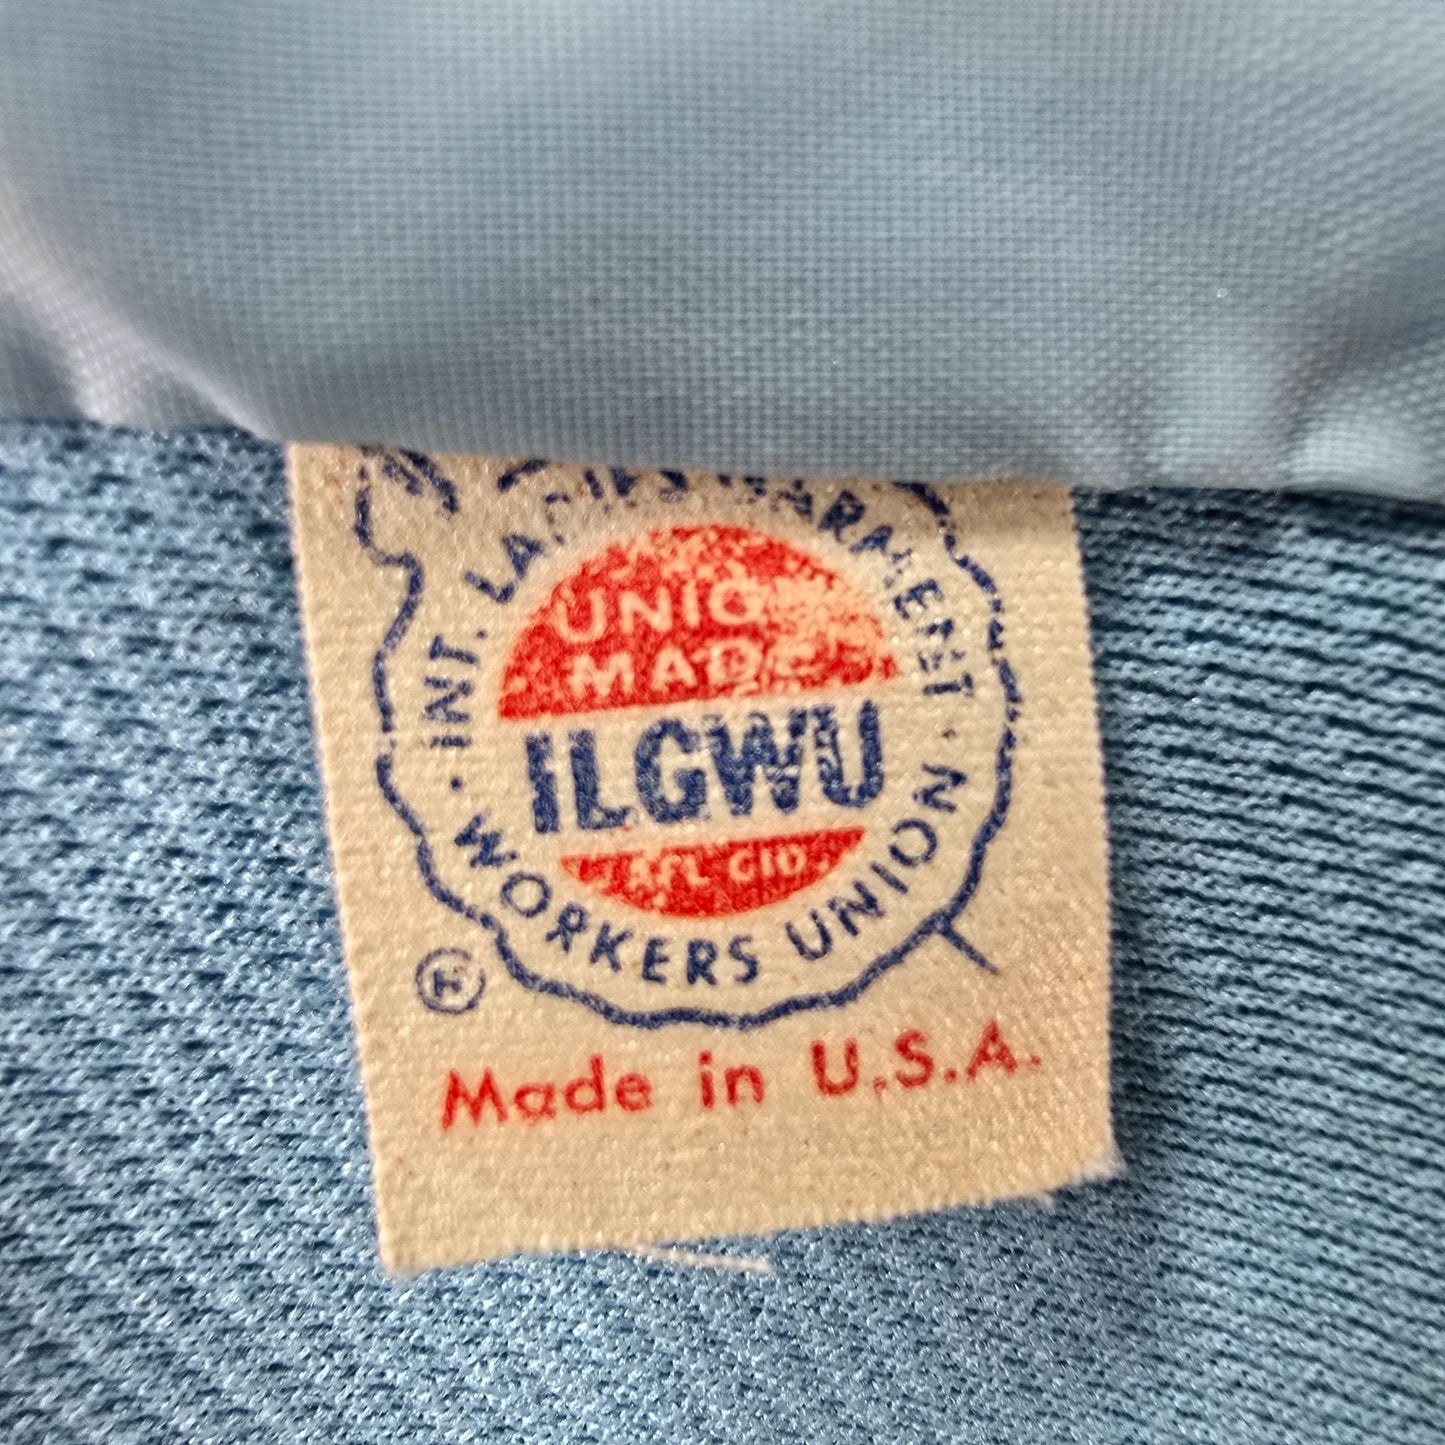 INT. LADIES GARMENT
WORKERS UNION
UNION
MADE
ILGWU
AFL CIO
®
Made in U.S.A.